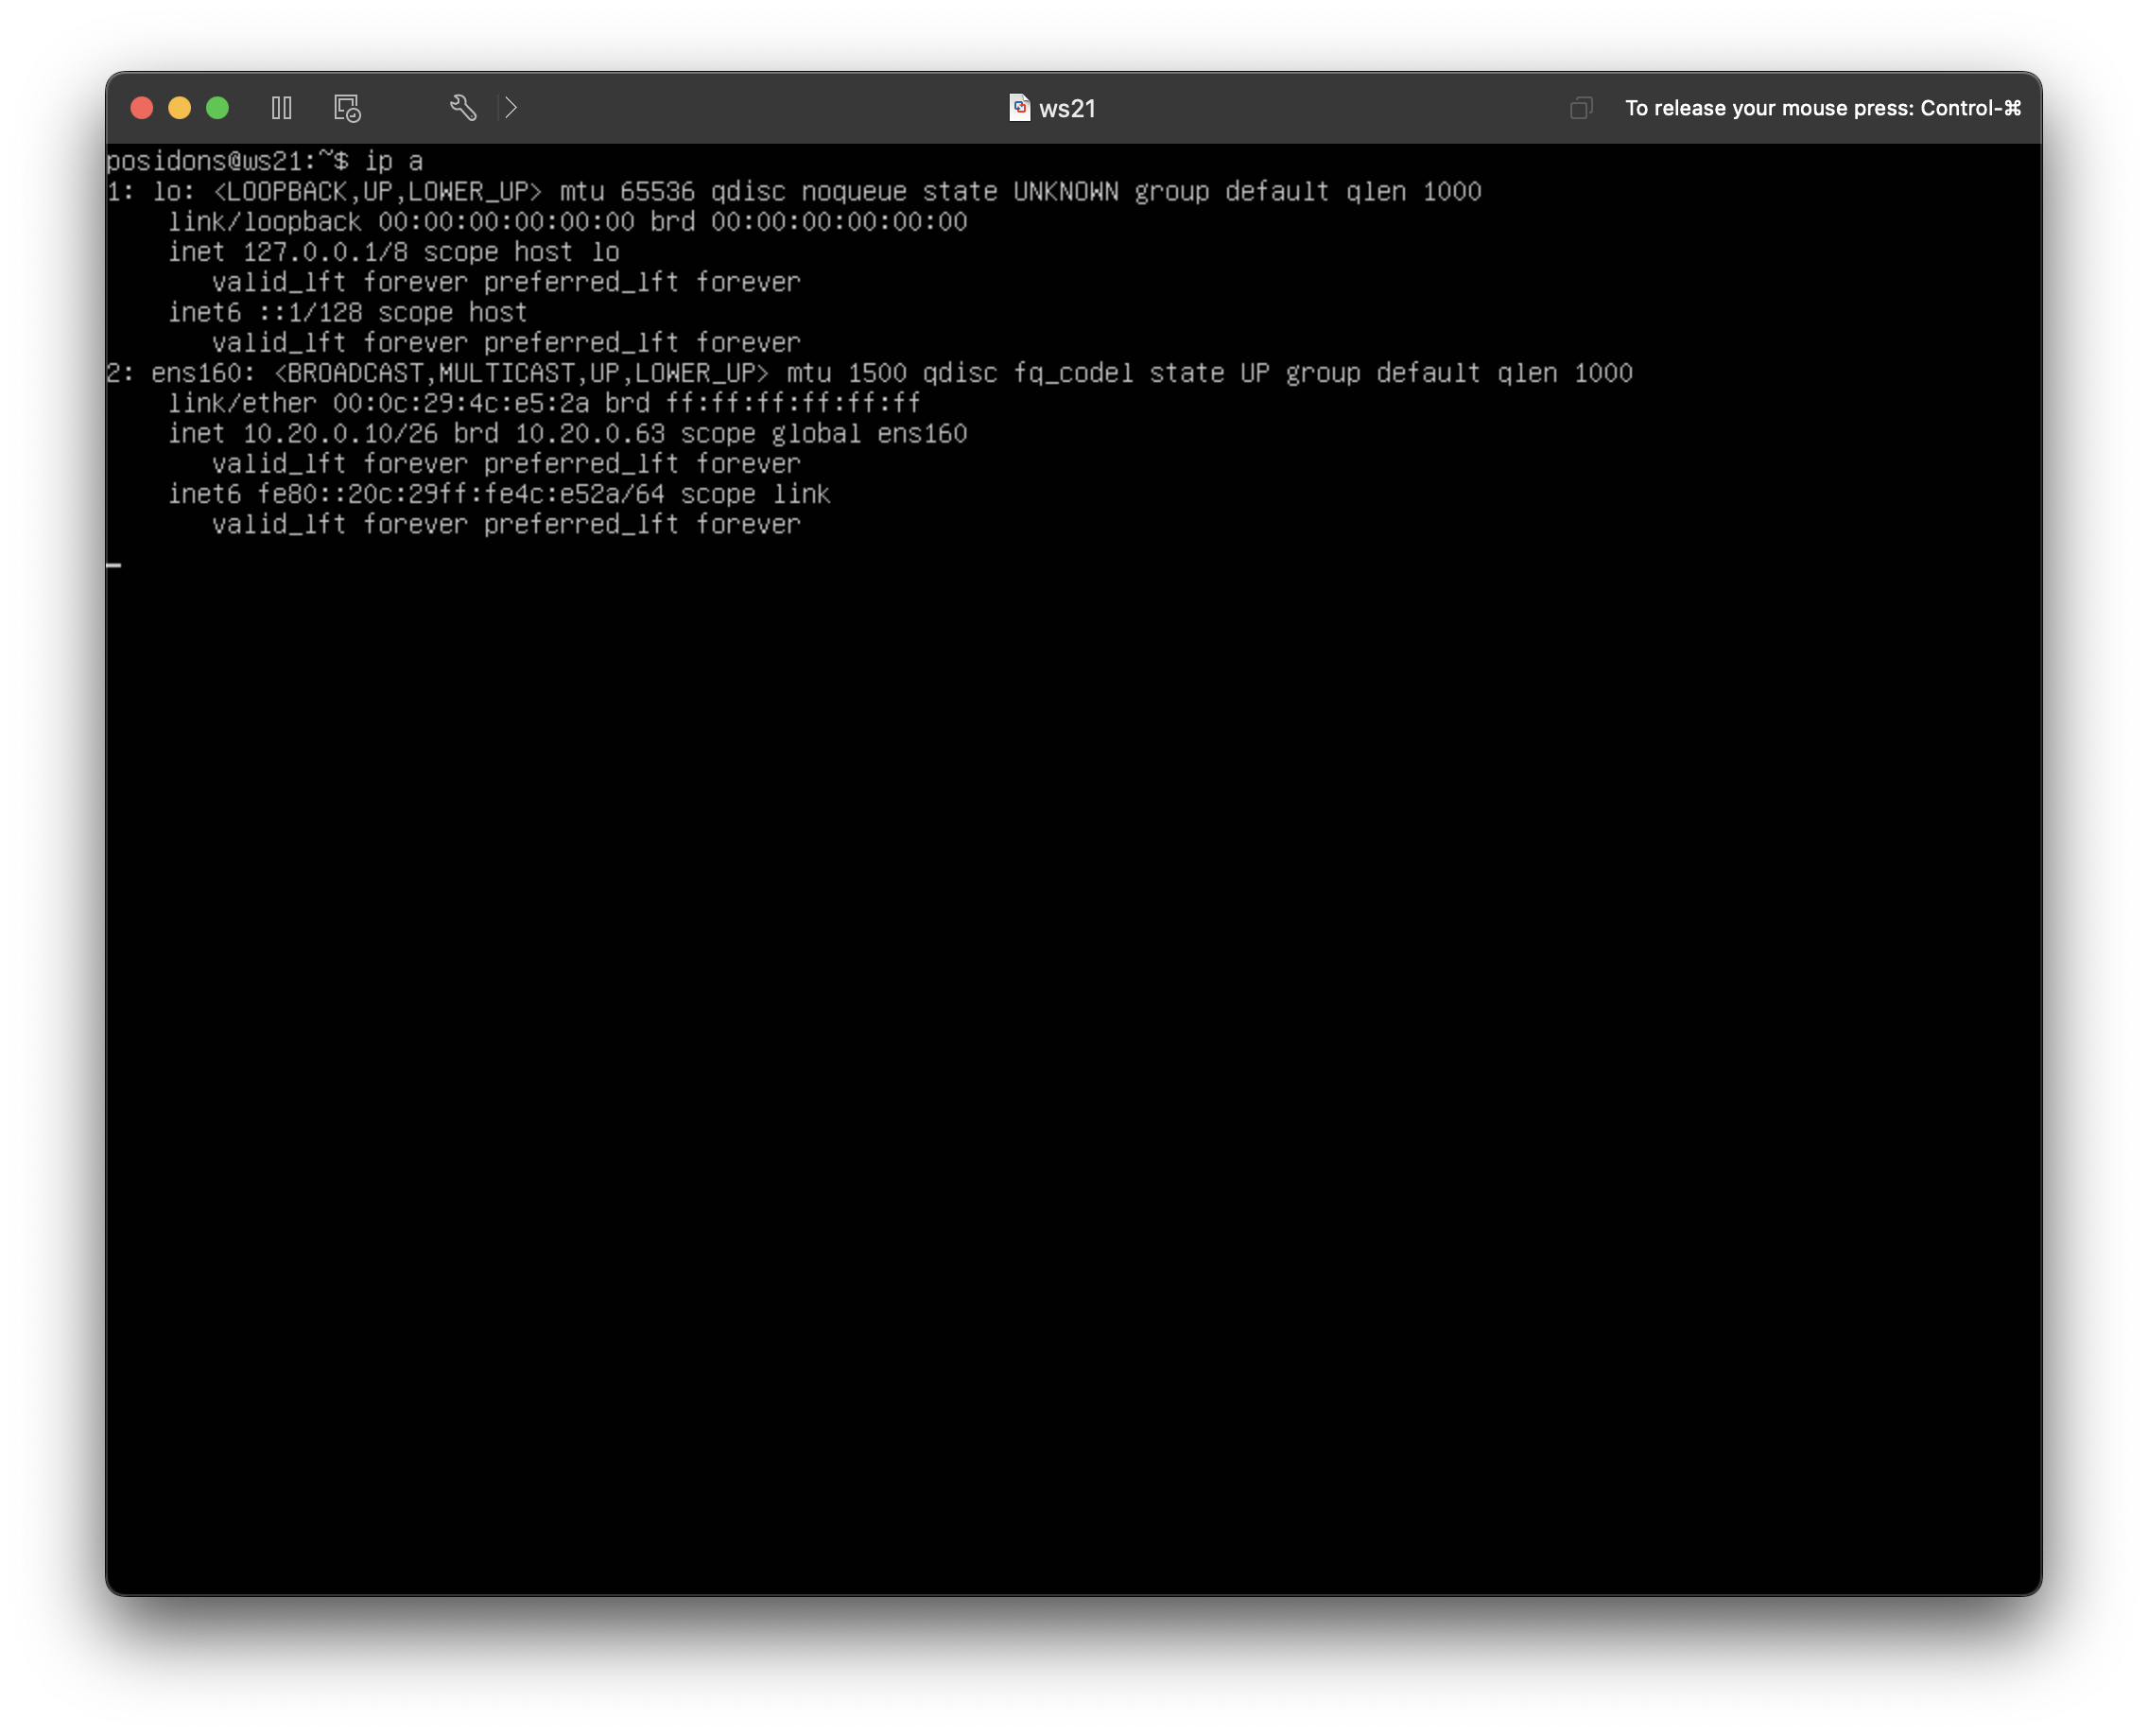 ws21
To release your mouse press: Control-⌘
posidons@ws21:~$ ip a
1: lo: <LOOPBACK,UP,LOWER_UP> mtu 65536 qdisc noqueue state UNKNOWN group default qlen 1000
    link/loopback 00:00:00:00:00:00 brd 00:00:00:00:00:00
    inet 127.0.0.1/8 scope host lo
       valid_lft forever preferred_lft forever
    inet6 ::1/128 scope host
       valid_lft forever preferred_lft forever
2: ens160: <BROADCAST,MULTICAST,UP,LOWER_UP> mtu 1500 qdisc fq_codel state UP group default qlen 1000
    link/ether 00:0c:29:4c:e5:2a brd ff:ff:ff:ff:ff:ff
    inet 10.20.0.10/26 brd 10.20.0.63 scope global ens160
       valid_lft forever preferred_lft forever
    inet6 fe80::20c:29ff:fe4c:e52a/64 scope link
       valid_lft forever preferred_lft forever